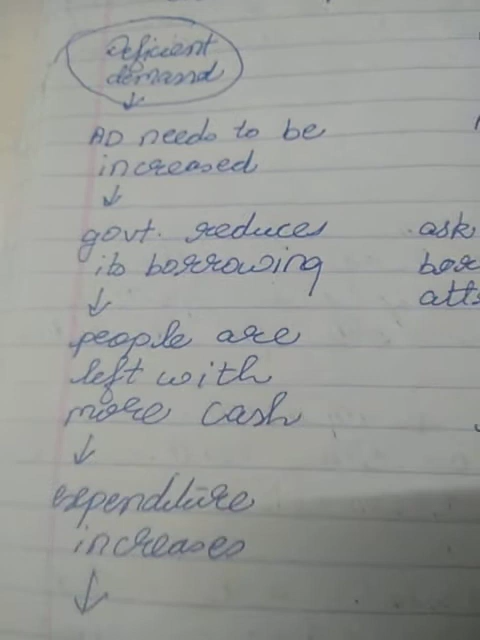 Deficient
demand
↓
AD needs to be
increased
↓
govt. reduces
its borrowing
↓
people are
left with
more cash
↓
expenditure
increases
↓
ask